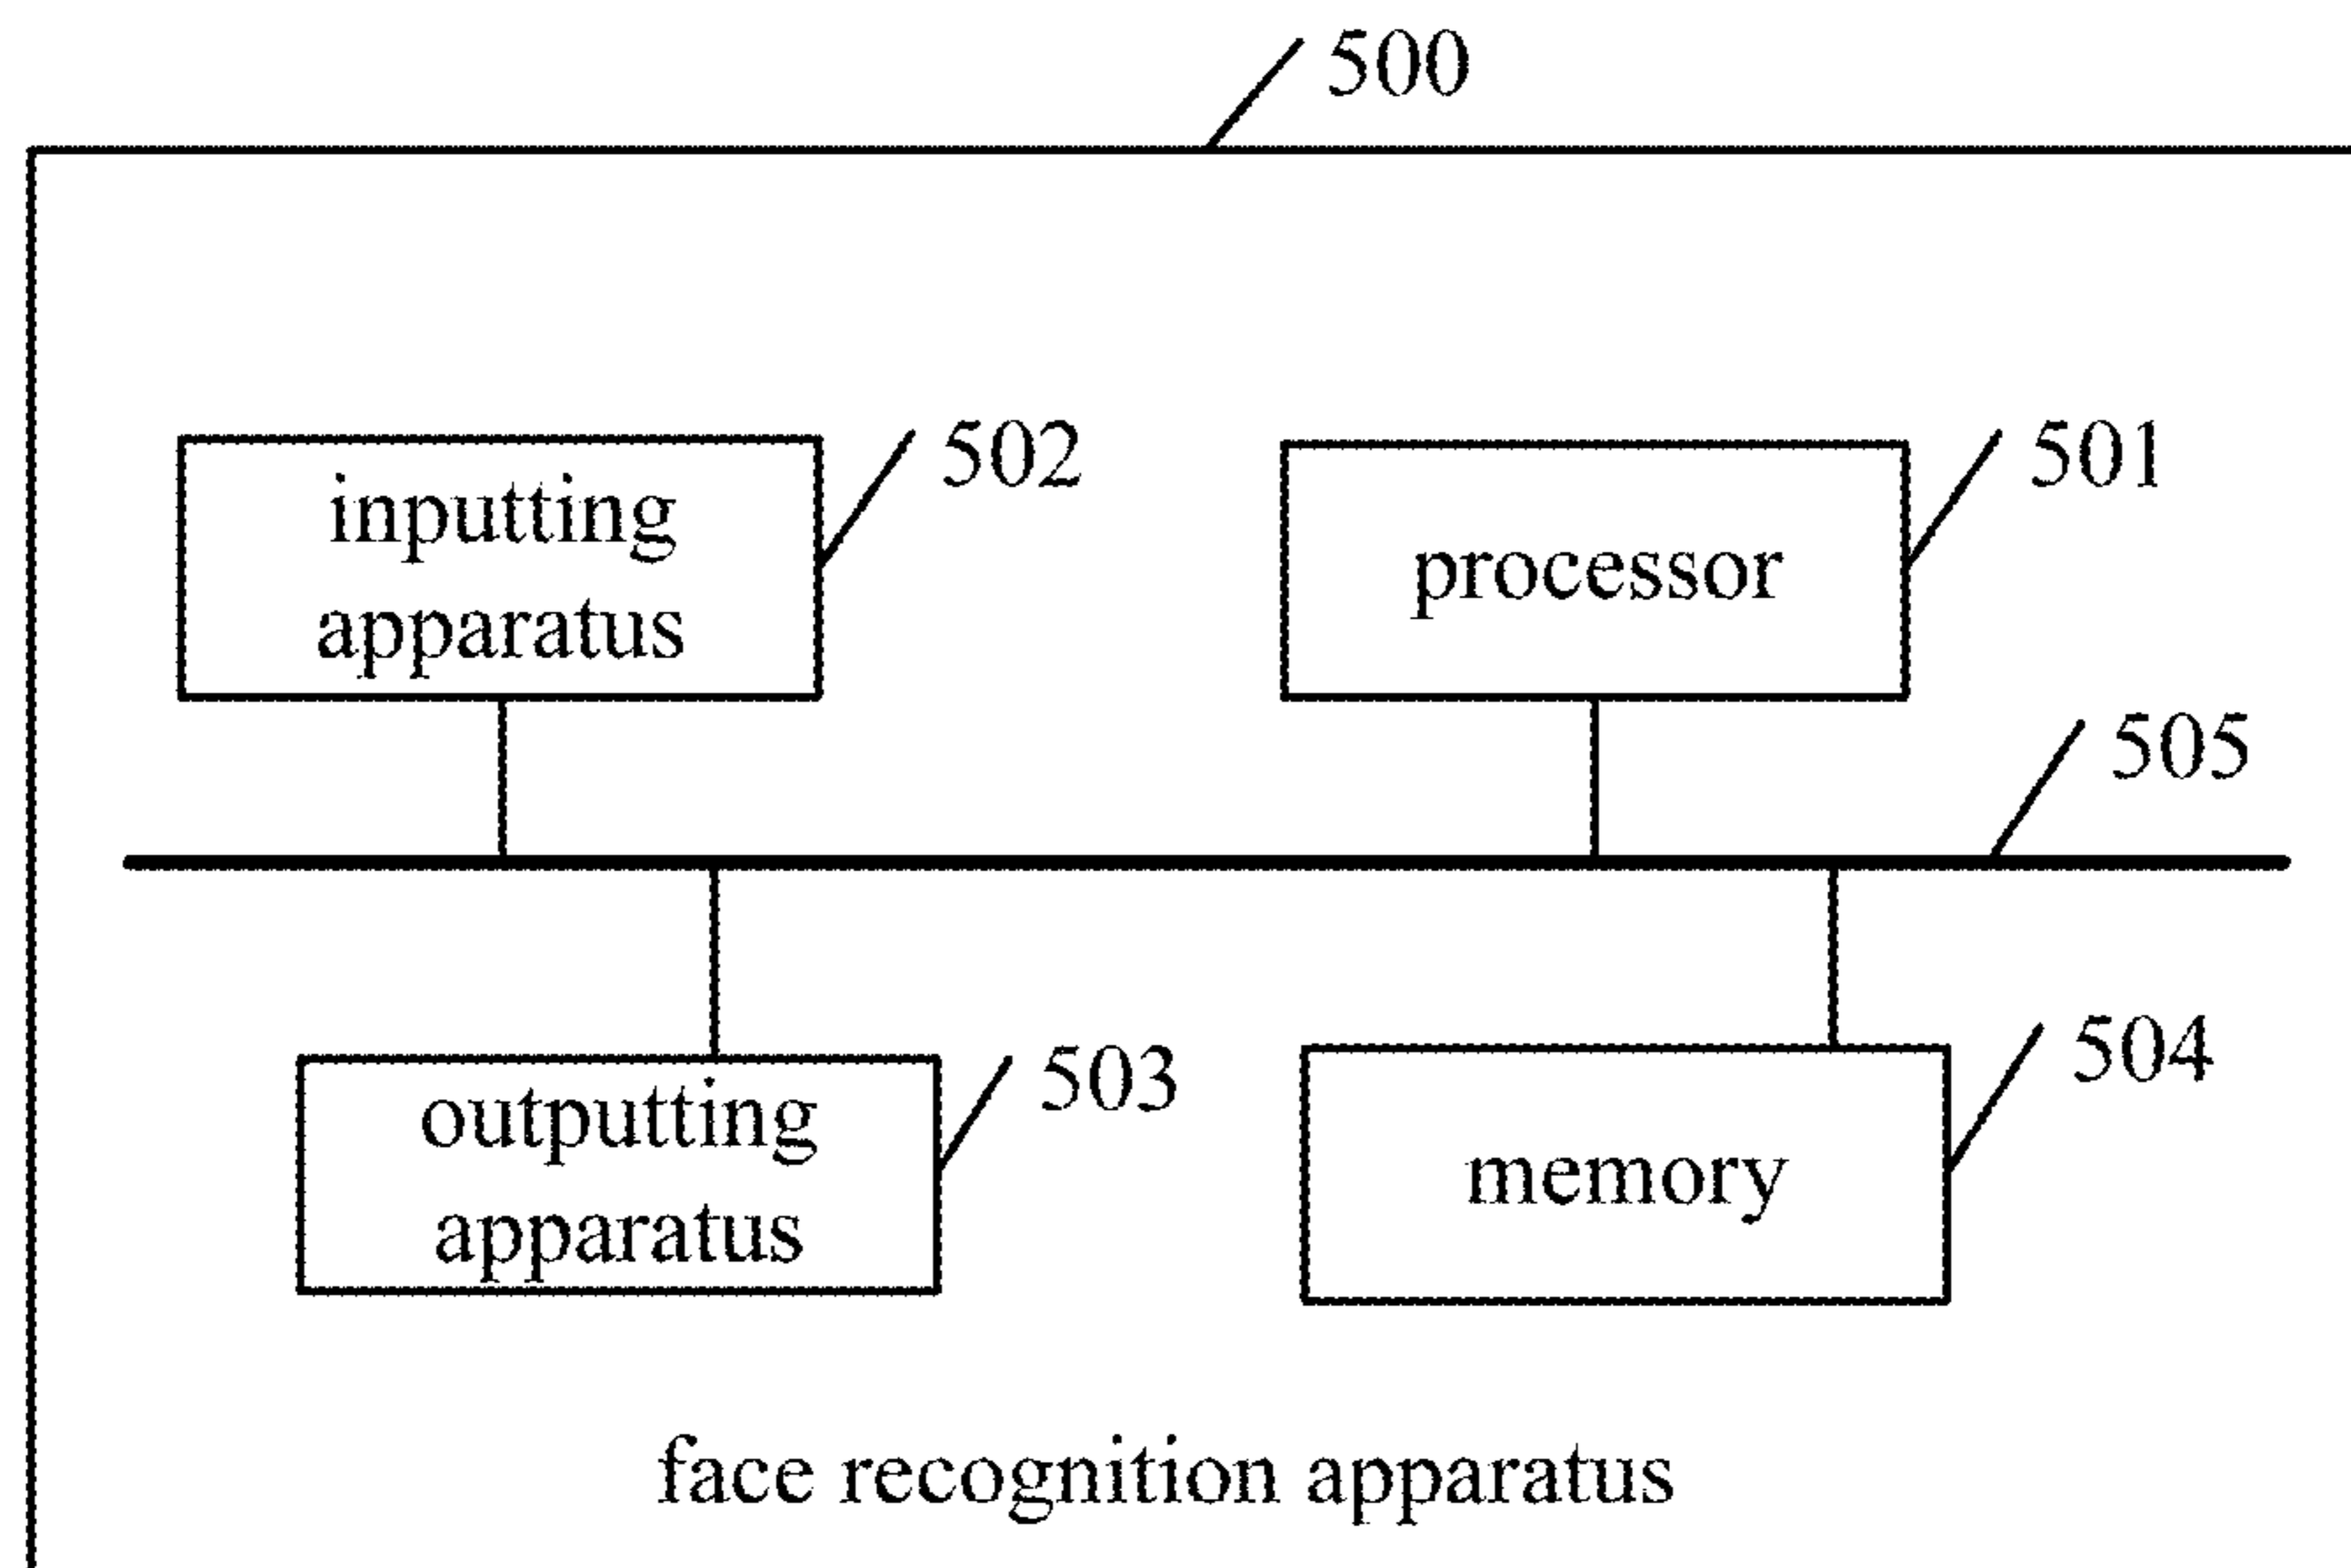 500
502
501
inputting
apparatus
processor
505
503
504
outputting
apparatus
memory
face recognition apparatus